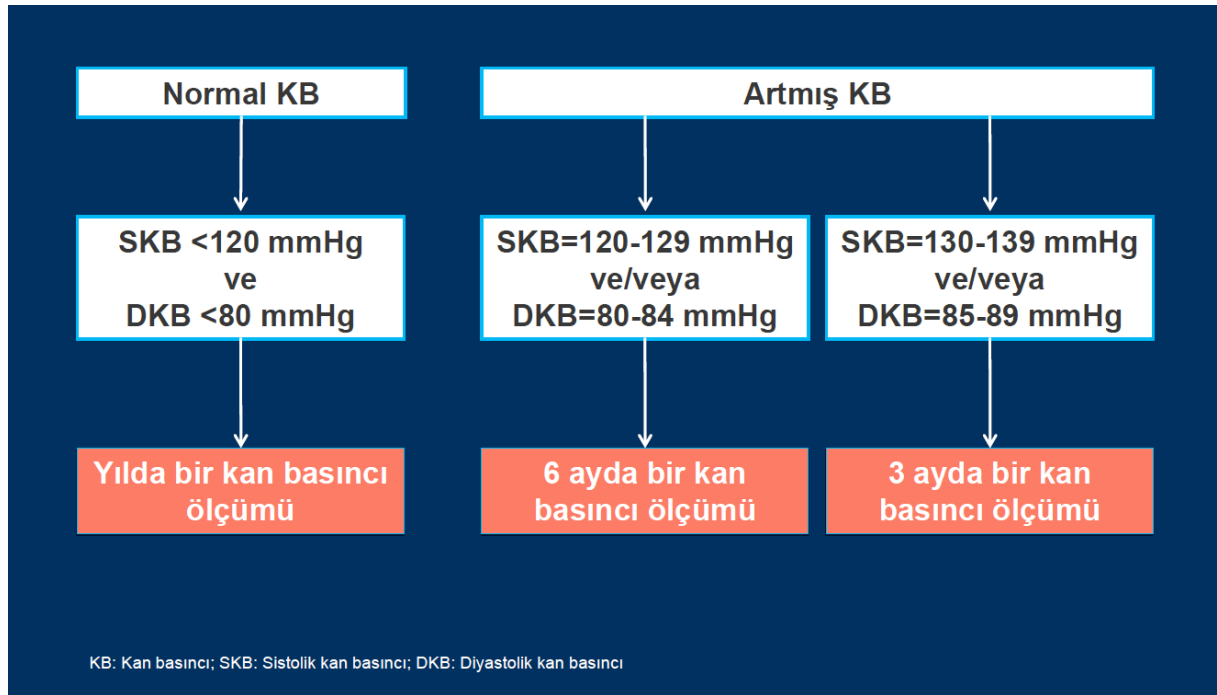 Normal KB
Artmış KB
SKB <120 mmHg
ve
DKB <80 mmHg
SKB=120-129 mmHg
ve/veya
DKB=80-84 mmHg
SKB=130-139 mmHg
ve/veya
DKB=85-89 mmHg
Yılda bir kan basıncı
ölçümü
6 ayda bir kan
basıncı ölçümü
3 ayda bir kan
basıncı ölçümü
KB: Kan basıncı; SKB: Sistolik kan basıncı; DKB: Diyastolik kan basıncı